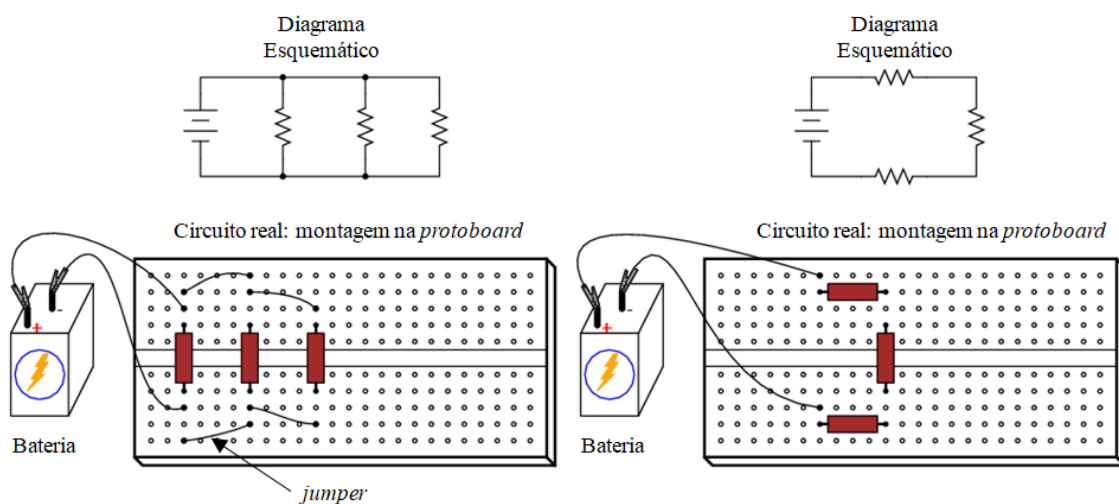 Diagrama
Esquemático
Diagrama
Esquemático
Circuito real: montagem na protoboard
Circuito real: montagem na protoboard
-
+
Bateria
-
+
Bateria
jumper